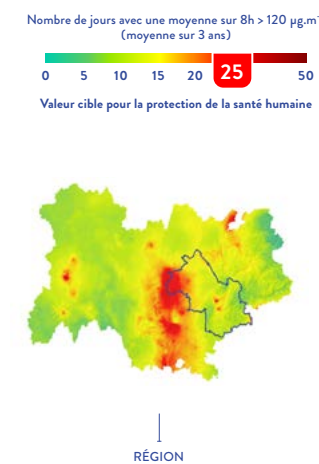 Nombre de jours avec une moyenne sur 8h > 120 µg.m⁻
(moyenne sur 3 ans)
0 5 10 15 20 25 50
Valeur cible pour la protection de la santé humaine
RÉGION